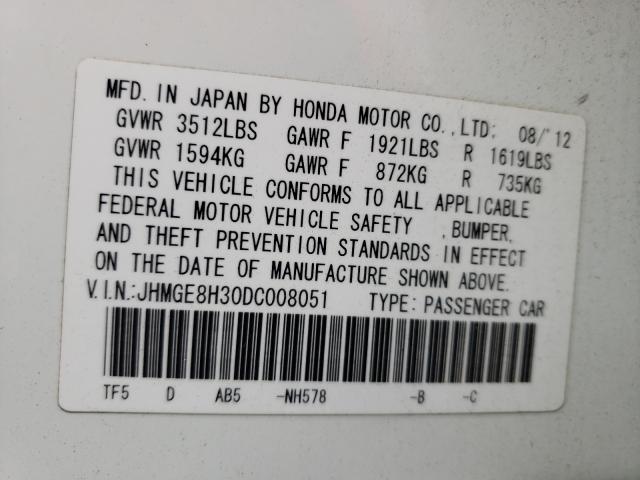 MFD. IN JAPAN BY HONDA MOTOR CO., LTD: 08/'12
GVWR 3512LBS GAWR F 1921LBS R 1619LBS
GVWR 1594KG GAWR F 872KG R 735KG
THIS VEHICLE CONFORMS TO ALL APPLICABLE
FEDERAL MOTOR VEHICLE SAFETY , BUMPER,
AND THEFT PREVENTION STANDARDS IN EFFECT
ON THE DATE OF MANUFACTURE SHOWN ABOVE.
V.I.N.:JHMGE8H30DC008051 TYPE: PASSENGER CAR
TF5 D AB5 -NH578 -B -C